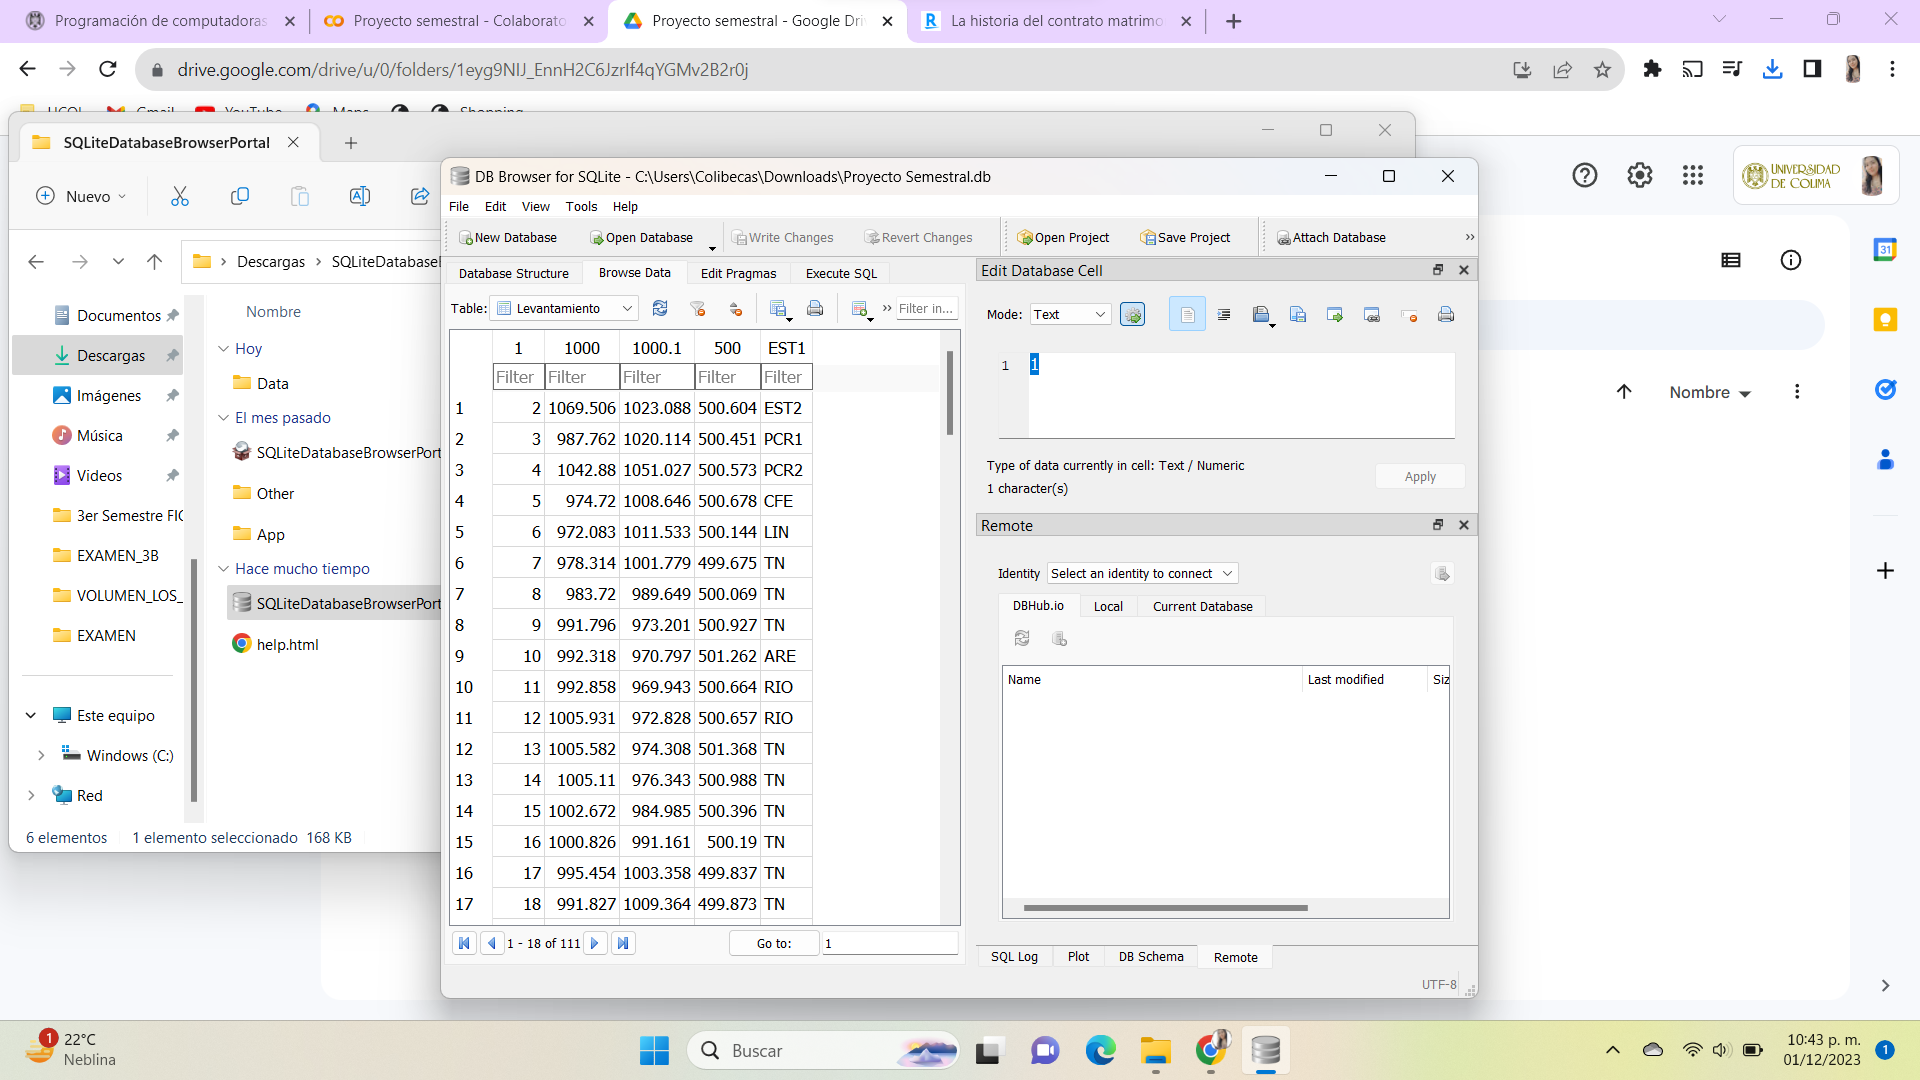 Programación de computadoras
Proyecto semestral - Colaborato
Proyecto semestral - Google Dri
La historia del contrato matrimo
drive.google.com/drive/u/0/folders/1eyg9NlJ_EnnH2C6JzrIf4qYGMv2B2r0j
UCOL Gmail YouTube Maps Shopping
SQLiteDatabaseBrowserPortal
Nuevo
Descargas > SQLiteDatabaseI
Nombre
Documentos
Descargas
Imágenes
Música
Videos
3er Semestre FIC
EXAMEN_3B
VOLUMEN_LOS_
EXAMEN
Este equipo
Windows (C:)
Red
Hoy
Data
El mes pasado
SQLiteDatabaseBrowserPort
Other
App
Hace mucho tiempo
SQLiteDatabaseBrowserPort
help.html
6 elementos 1 elemento seleccionado 168 KB
DB Browser for SQLite - C:\Users\Colibecas\Downloads\Proyecto Semestral.db
File Edit View Tools Help
New Database Open Database Write Changes Revert Changes Open Project Save Project Attach Database »
Database Structure Browse Data Edit Pragmas Execute SQL
Table: Levantamiento » Filter in...
1 1000 1000.1 500 EST1
Filter Filter Filter Filter Filter
1 2 1069.506 1023.088 500.604 EST2
2 3 987.762 1020.114 500.451 PCR1
3 4 1042.88 1051.027 500.573 PCR2
4 5 974.72 1008.646 500.678 CFE
5 6 972.083 1011.533 500.144 LIN
6 7 978.314 1001.779 499.675 TN
7 8 983.72 989.649 500.069 TN
8 9 991.796 973.201 500.927 TN
9 10 992.318 970.797 501.262 ARE
10 11 992.858 969.943 500.664 RIO
11 12 1005.931 972.828 500.657 RIO
12 13 1005.582 974.308 501.368 TN
13 14 1005.11 976.343 500.988 TN
14 15 1002.672 984.985 500.396 TN
15 16 1000.826 991.161 500.19 TN
16 17 995.454 1003.358 499.837 TN
17 18 991.827 1009.364 499.873 TN
1 - 18 of 111 Go to: 1
Edit Database Cell
Mode: Text
1 1
Type of data currently in cell: Text / Numeric
1 character(s)
Apply
Remote
Identity Select an identity to connect
DBHub.io Local Current Database
Name Last modified Siz
SQL Log Plot DB Schema Remote
UTF-8
UNIVERSIDAD
DE COLIMA
Nombre
31
1
22°C
Neblina
Buscar
10:43 p. m.
01/12/2023
1